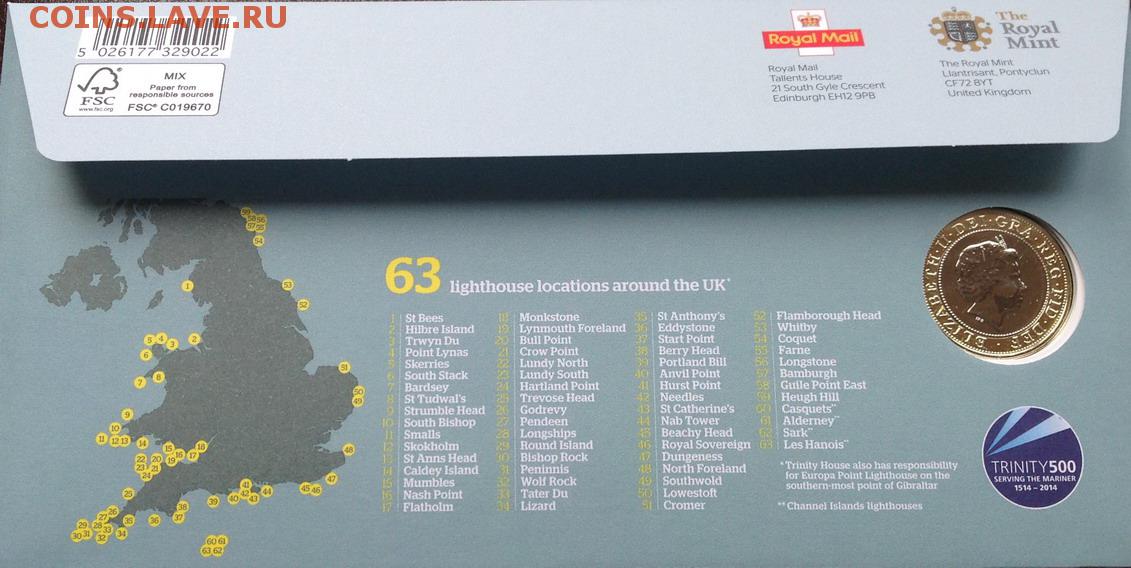 COINS.LAVE.RU
5 026177 329022
FSC
www.fsc.org
MIX
Paper from
responsible sources
FSC® C019670
Royal Mail
Royal Mail
Tallents House
21 South Gyle Crescent
Edinburgh EH12 9PB
The
Royal
Mint
The Royal Mint
Llantrisant, Pontyclun
CF72 8YT
United Kingdom
63 lighthouse locations around the UK*
1 St Bees
2 Hilbre Island
3 Trwyn Du
4 Point Lynas
5 Skerries
6 South Stack
7 Bardsey
8 St Tudwal's
9 Strumble Head
10 South Bishop
11 Smalls
12 Skokholm
13 St Anns Head
14 Caldey Island
15 Mumbles
16 Nash Point
17 Flatholm
18 Monkstone
19 Lynmouth Foreland
20 Bull Point
21 Crow Point
22 Lundy North
23 Lundy South
24 Hartland Point
25 Trevose Head
26 Godrevy
27 Pendeen
28 Longships
29 Round Island
30 Bishop Rock
31 Peninnis
32 Wolf Rock
33 Tater Du
34 Lizard
35 St Anthony's
36 Eddystone
37 Start Point
38 Berry Head
39 Portland Bill
40 Anvil Point
41 Hurst Point
42 Needles
43 St Catherine's
44 Nab Tower
45 Beachy Head
46 Royal Sovereign
47 Dungeness
48 North Foreland
49 Southwold
50 Lowestoft
51 Cromer
52 Flamborough Head
53 Whitby
54 Coquet
55 Farne
56 Longstone
57 Bamburgh
58 Guile Point East
59 Heugh Hill
60 Casquets**
61 Alderney**
62 Sark**
63 Les Hanois**
*Trinity House also has responsibility
for Europa Point Lighthouse on the
southern-most point of Gibraltar
**Channel Islands lighthouses
ELIZABETH·II·DEI·GRA·REG·FID·DEF
TRINITY500
SERVING THE MARINER
1514 – 2014